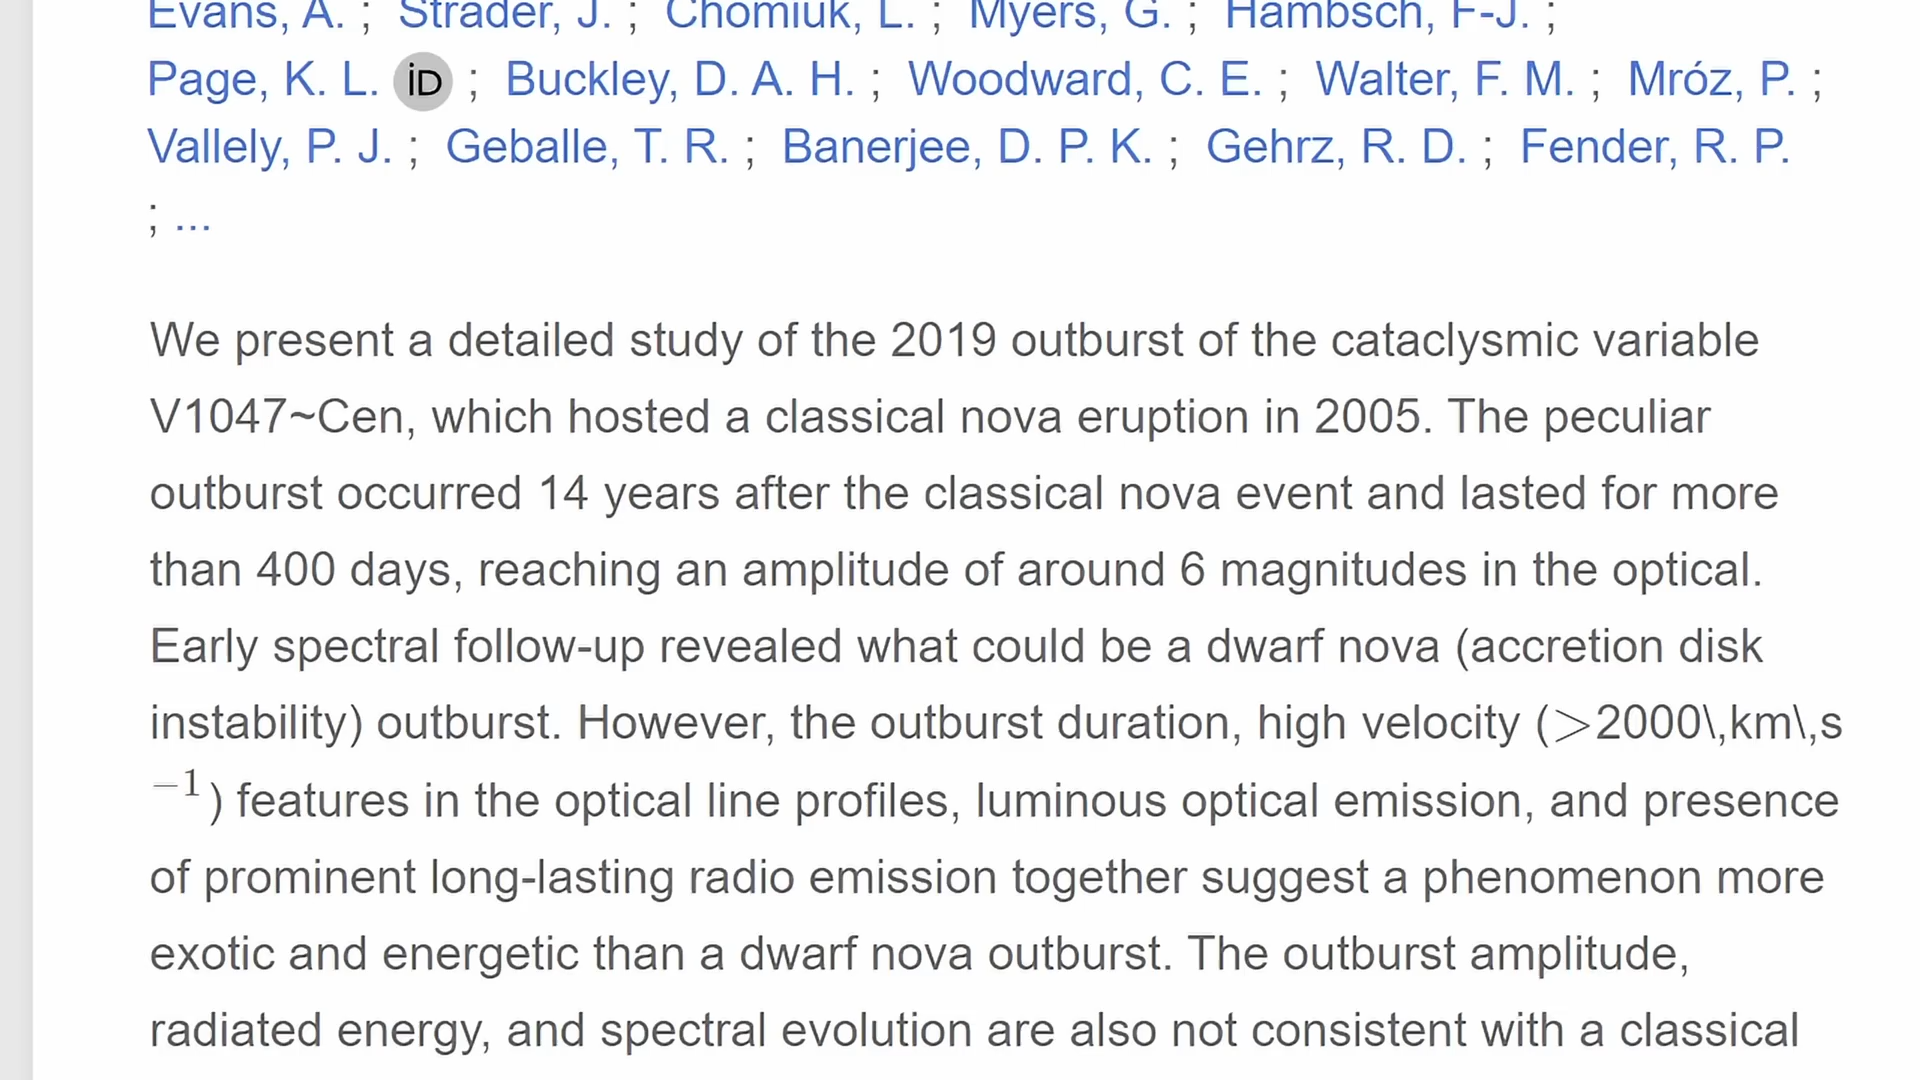 Evans, A. ; Strader, J. ; Chomiuk, L. ; Myers, G. ; Hambsch, F-J. ;
Page, K. L. iD ; Buckley, D. A. H. ; Woodward, C. E. ; Walter, F. M. ; Mróz, P. ;
Vallely, P. J. ; Geballe, T. R. ; Banerjee, D. P. K. ; Gehrz, R. D. ; Fender, R. P.
; ...
We present a detailed study of the 2019 outburst of the cataclysmic variable
V1047~Cen, which hosted a classical nova eruption in 2005. The peculiar
outburst occurred 14 years after the classical nova event and lasted for more
than 400 days, reaching an amplitude of around 6 magnitudes in the optical.
Early spectral follow-up revealed what could be a dwarf nova (accretion disk
instability) outburst. However, the outburst duration, high velocity (>2000\,km\,s
−1) features in the optical line profiles, luminous optical emission, and presence
of prominent long-lasting radio emission together suggest a phenomenon more
exotic and energetic than a dwarf nova outburst. The outburst amplitude,
radiated energy, and spectral evolution are also not consistent with a classical